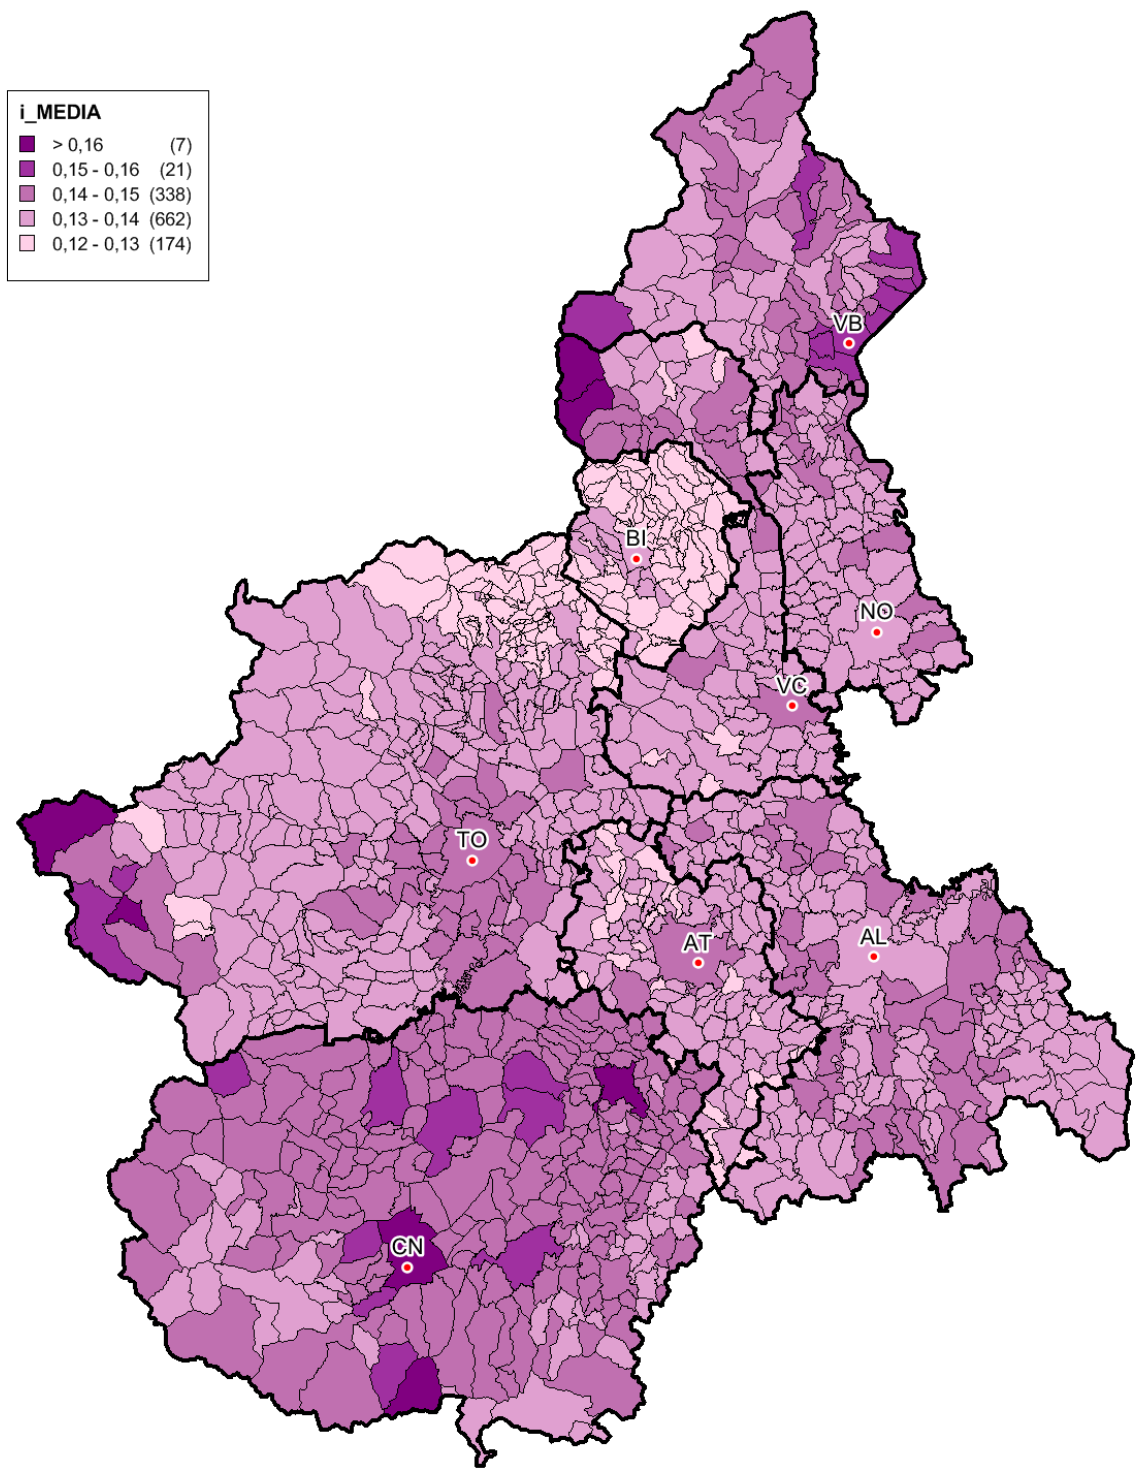 i_MEDIA
> 0,16 (7)
0,15 - 0,16 (21)
0,14 - 0,15 (338)
0,13 - 0,14 (662)
0,12 - 0,13 (174)
VB
BI
NO
VC
TO
AT
AL
CN